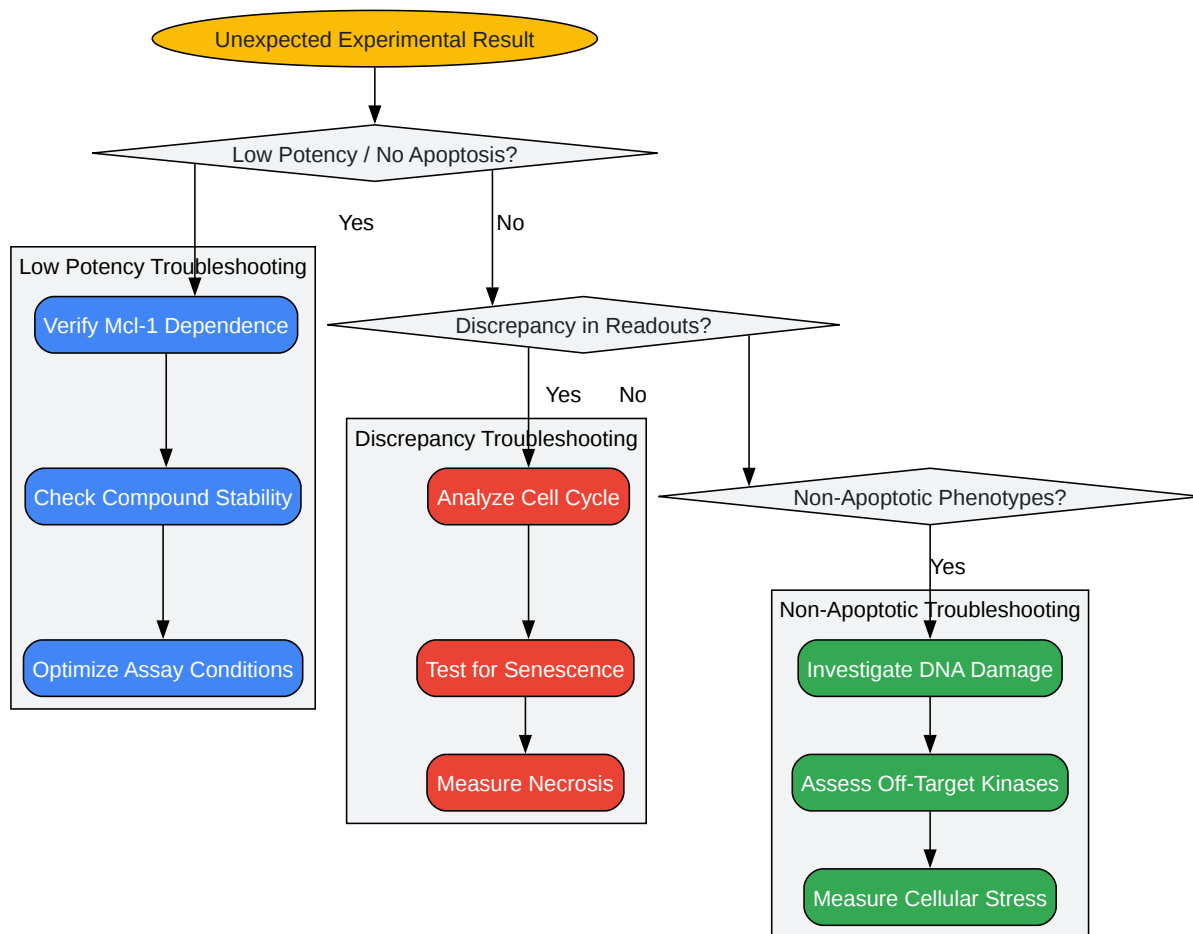 Unexpected Experimental Result
Low Potency / No Apoptosis?
Yes
No
Low Potency Troubleshooting
Verify Mcl-1 Dependence
Discrepancy in Readouts?
Yes
No
Discrepancy Troubleshooting
Check Compound Stability
Analyze Cell Cycle
Non-Apoptotic Phenotypes?
Yes
Non-Apoptotic Troubleshooting
Optimize Assay Conditions
Test for Senescence
Investigate DNA Damage
Measure Necrosis
Assess Off-Target Kinases
Measure Cellular Stress